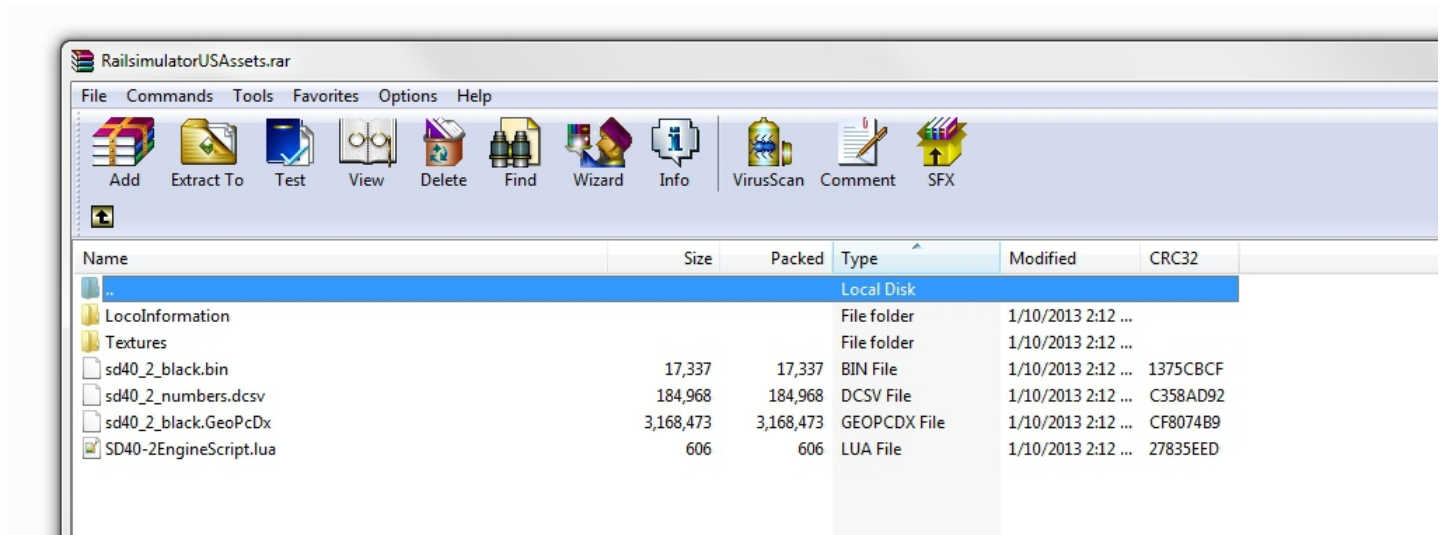 RailsimulatorUSAssets.rar
File Commands Tools Favorites Options Help
Add Extract To Test View Delete Find Wizard Info VirusScan Comment SFX
Name Size Packed Type Modified CRC32
.. Local Disk
LocoInformation File folder 1/10/2013 2:12 ...
Textures File folder 1/10/2013 2:12 ...
sd40_2_black.bin 17,337 17,337 BIN File 1/10/2013 2:12 ... 1375CBCF
sd40_2_numbers.dcsv 184,968 184,968 DCSV File 1/10/2013 2:12 ... C358AD92
sd40_2_black.GeoPcDx 3,168,473 3,168,473 GEOPCDX File 1/10/2013 2:12 ... CF8074B9
SD40-2EngineScript.lua 606 606 LUA File 1/10/2013 2:12 ... 27835EED